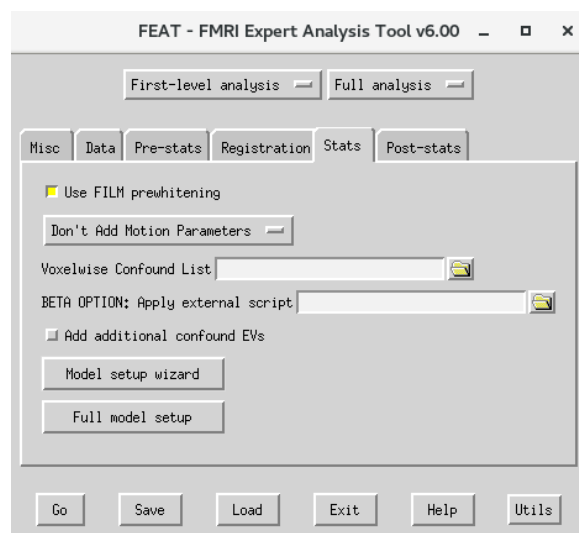 FEAT - FMRI Expert Analysis Tool v6.00
First-level analysis Full analysis
Misc Data Pre-stats Registration Stats Post-stats
Use FILM prewhitening
Don't Add Motion Parameters
Voxelwise Confound List
BETA OPTION: Apply external script
Add additional confound EVs
Model setup wizard
Full model setup
Go Save Load Exit Help Utils